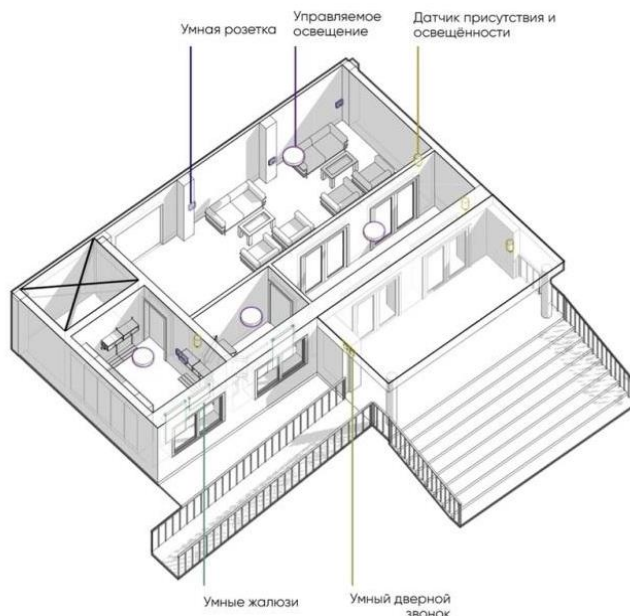 Умная розетка
Управляемое
освещение
Датчик присутствия и
освещённости
Умные жалюзи
Умный дверной
звонок